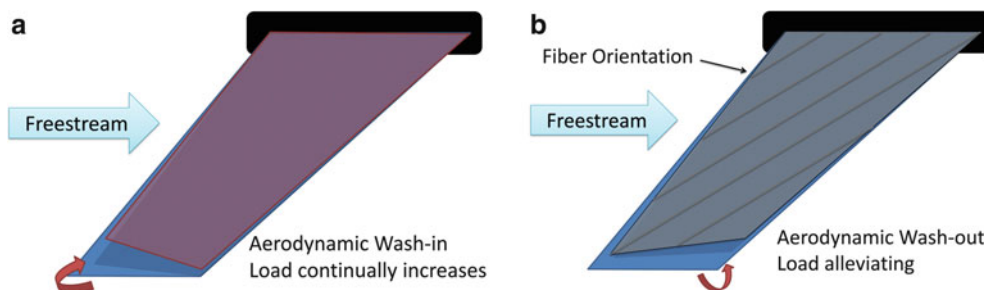 a
Freestream
Aerodynamic Wash-in
Load continually increases
b
Fiber Orientation
Freestream
Aerodynamic Wash-out
Load alleviating